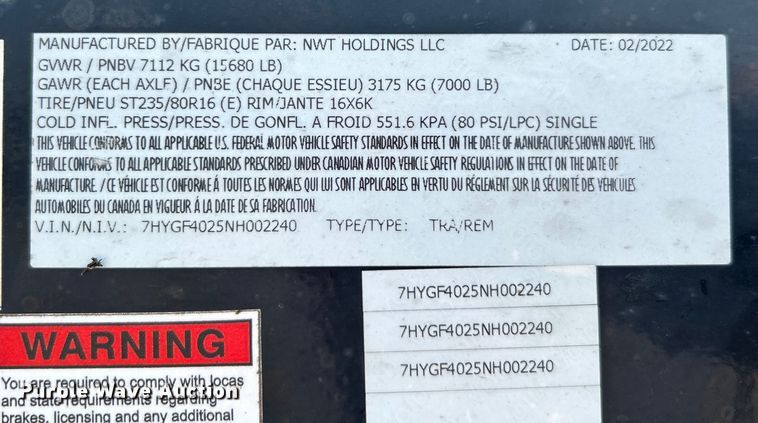 MANUFACTURED BY/FABRIQUE PAR: NWT HOLDINGS LLC DATE: 02/2022
GVWR / PNBV 7112 KG (15680 LB)
GAWR (EACH AXLE) / PNBE (CHAQUE ESSIEU) 3175 KG (7000 LB)
TIRE/PNEU ST235/80R16 (E) RIM/JANTE 16X6K
COLD INFL. PRESS/PRESS. DE GONFL. A FROID 551.6 KPA (80 PSI/LPC) SINGLE
THIS VEHICLE CONFORMS TO ALL APPLICABLE U.S. FEDERAL MOTOR VEHICLE SAFETY STANDARDS IN EFFECT ON THE DATE OF MANUFACTURE SHOWN ABOVE. THIS
VEHICLE CONFORMS TO ALL APPLICABLE STANDARDS PRESCRIBED UNDER CANADIAN MOTOR VEHICLE SAFETY REGULATIONS IN EFFECT ON THE DATE OF
MANUFACTURE. / CE VÉHICLE EST CONFORME Á TOUTES LES NORMES QUI LUI SONT APPLICABLES EN VERTU DU RÉGLEMENT SUR LA SÉCURITÉ DES VEHICULES
AUTOMOBILES DU CANADA EN VIGUEUR Á LA DATE DE SA FABRICATION.
V.I.N./N.I.V.: 7HYGF4025NH002240 TYPE/TYPE: TRA/REM
7HYGF4025NH002240
7HYGF4025NH002240
7HYGF4025NH002240
WARNING
You are required to comply with locas
and state requirements regarding
brakes, licensing and any additional
Purple Wave Auction